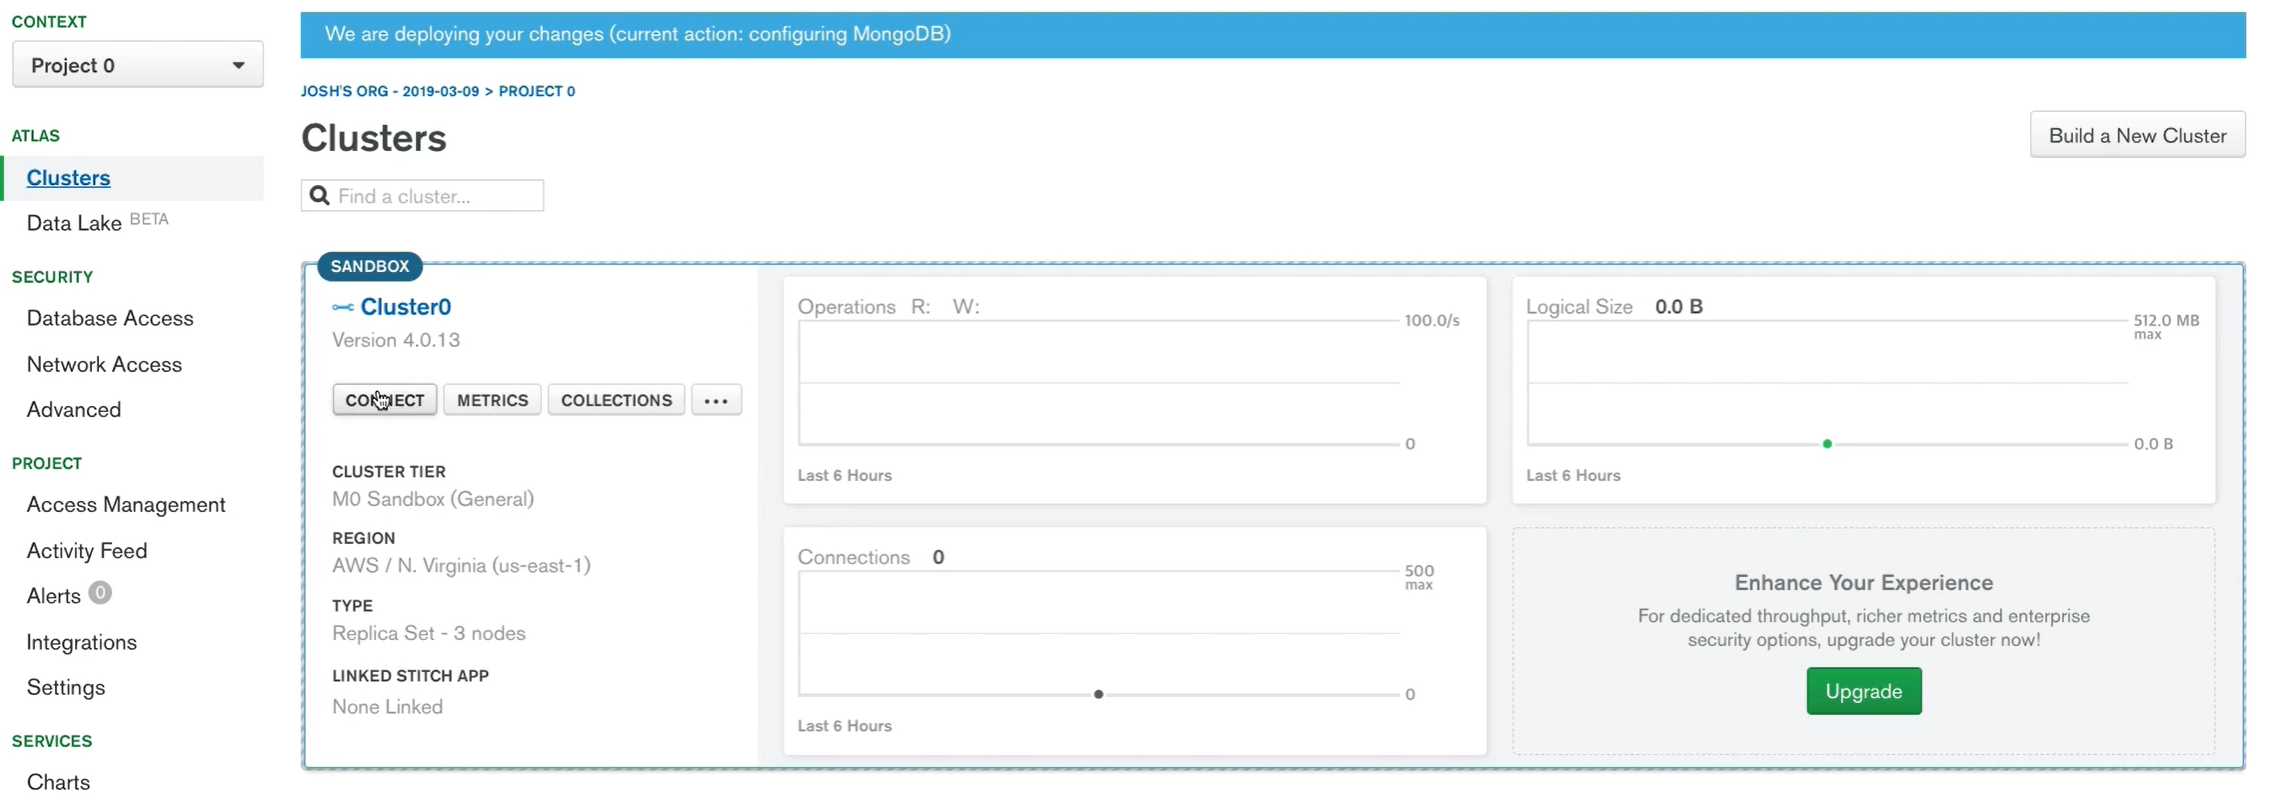 CONTEXT
Project 0
ATLAS
Clusters
Data Lake BETA
SECURITY
Database Access
Network Access
Advanced
PROJECT
Access Management
Activity Feed
Alerts 0
Integrations
Settings
SERVICES
Charts
We are deploying your changes (current action: configuring MongoDB)
JOSH'S ORG - 2019-03-09 > PROJECT 0
Clusters
Build a New Cluster
Find a cluster...
SANDBOX
Cluster0
Version 4.0.13
CONNECT METRICS COLLECTIONS ...
CLUSTER TIER
M0 Sandbox (General)
REGION
AWS / N. Virginia (us-east-1)
TYPE
Replica Set - 3 nodes
LINKED STITCH APP
None Linked
Operations R: W:
100.0/s
0
Last 6 Hours
Logical Size 0.0 B
512.0 MB
max
0.0 B
Last 6 Hours
Connections 0
500
max
0
Last 6 Hours
Enhance Your Experience
For dedicated throughput, richer metrics and enterprise
security options, upgrade your cluster now!
Upgrade